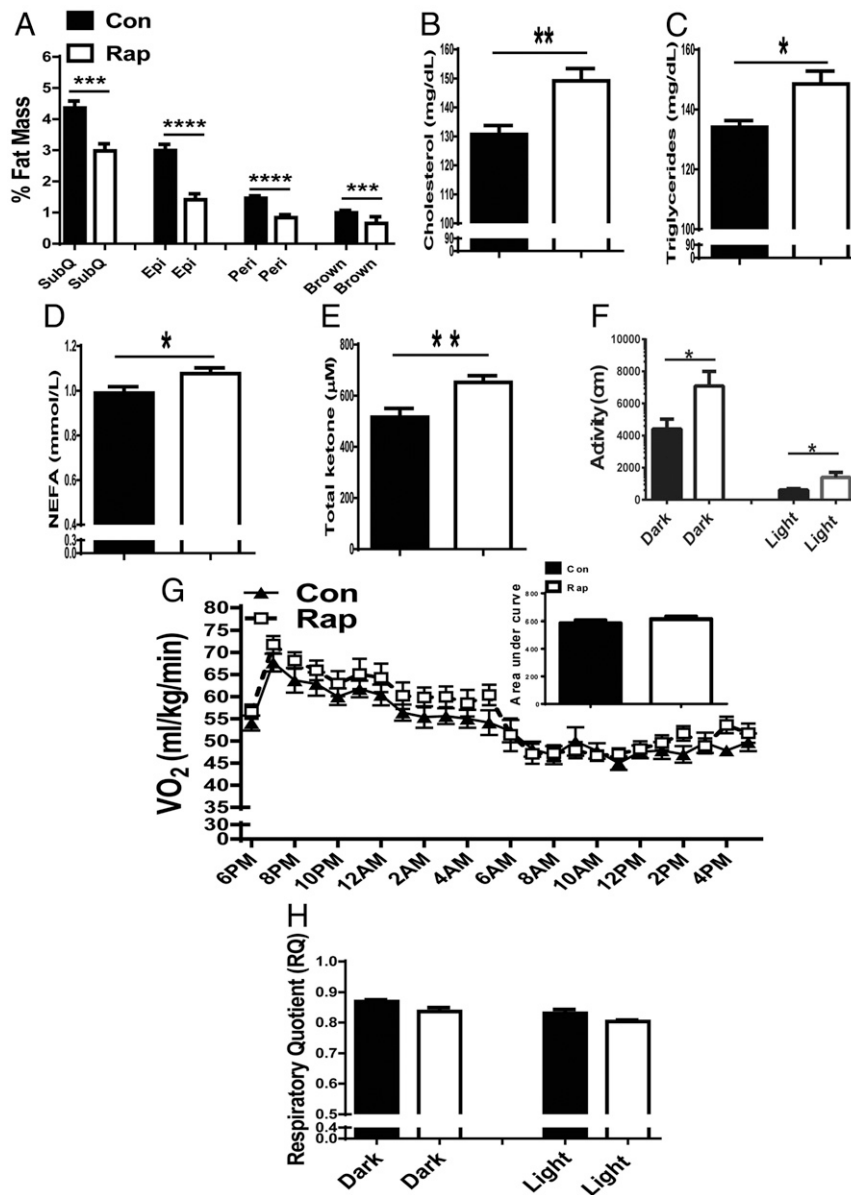 A
Con
Rap
% Fat Mass
6
5
4
3
2
1
0
***
****
****
***
SubQ
SubQ
Epi
Epi
Peri
Peri
Brown
Brown
B
Cholesterol (mg/dL)
160
150
140
130
120
110
100
90
0
**
C
Triglycerides (mg/dL)
160
140
120
100
90
0
*
D
NEFA (mmol/L)
1.2
1.0
0.8
0.6
0.4
0.3
0.0
*
E
Total ketone (µM)
800
600
400
200
0
**
F
Activity (cm)
10000
8000
6000
4000
2000
0
*
*
Dark
Dark
Light
Light
G
Con
Rap
VO2 (ml/kg/min)
80
75
70
65
60
55
50
45
40
35
30
0
6PM
8PM
10PM
12AM
2AM
4AM
6AM
8AM
10AM
12PM
2PM
4PM
Con
Rap
Area under curve
800
600
400
200
0
H
Respiratory Quotient (RQ)
1.0
0.9
0.8
0.7
0.6
0.5
0.4
0.0
Dark
Dark
Light
Light